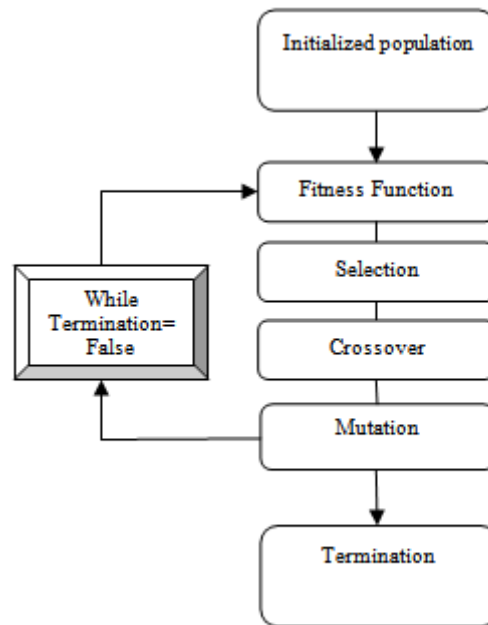 Initialized population
Fitness Function
Selection
While
Termination=
False
Crossover
Mutation
Termination